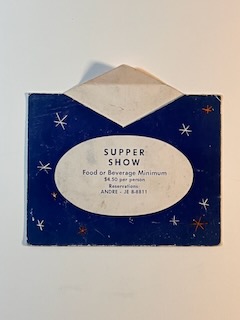 SUPPER
SHOW
Food or Beverage Minimum
$4.50 per person
Reservations:
ANDRE - JE 8-8811